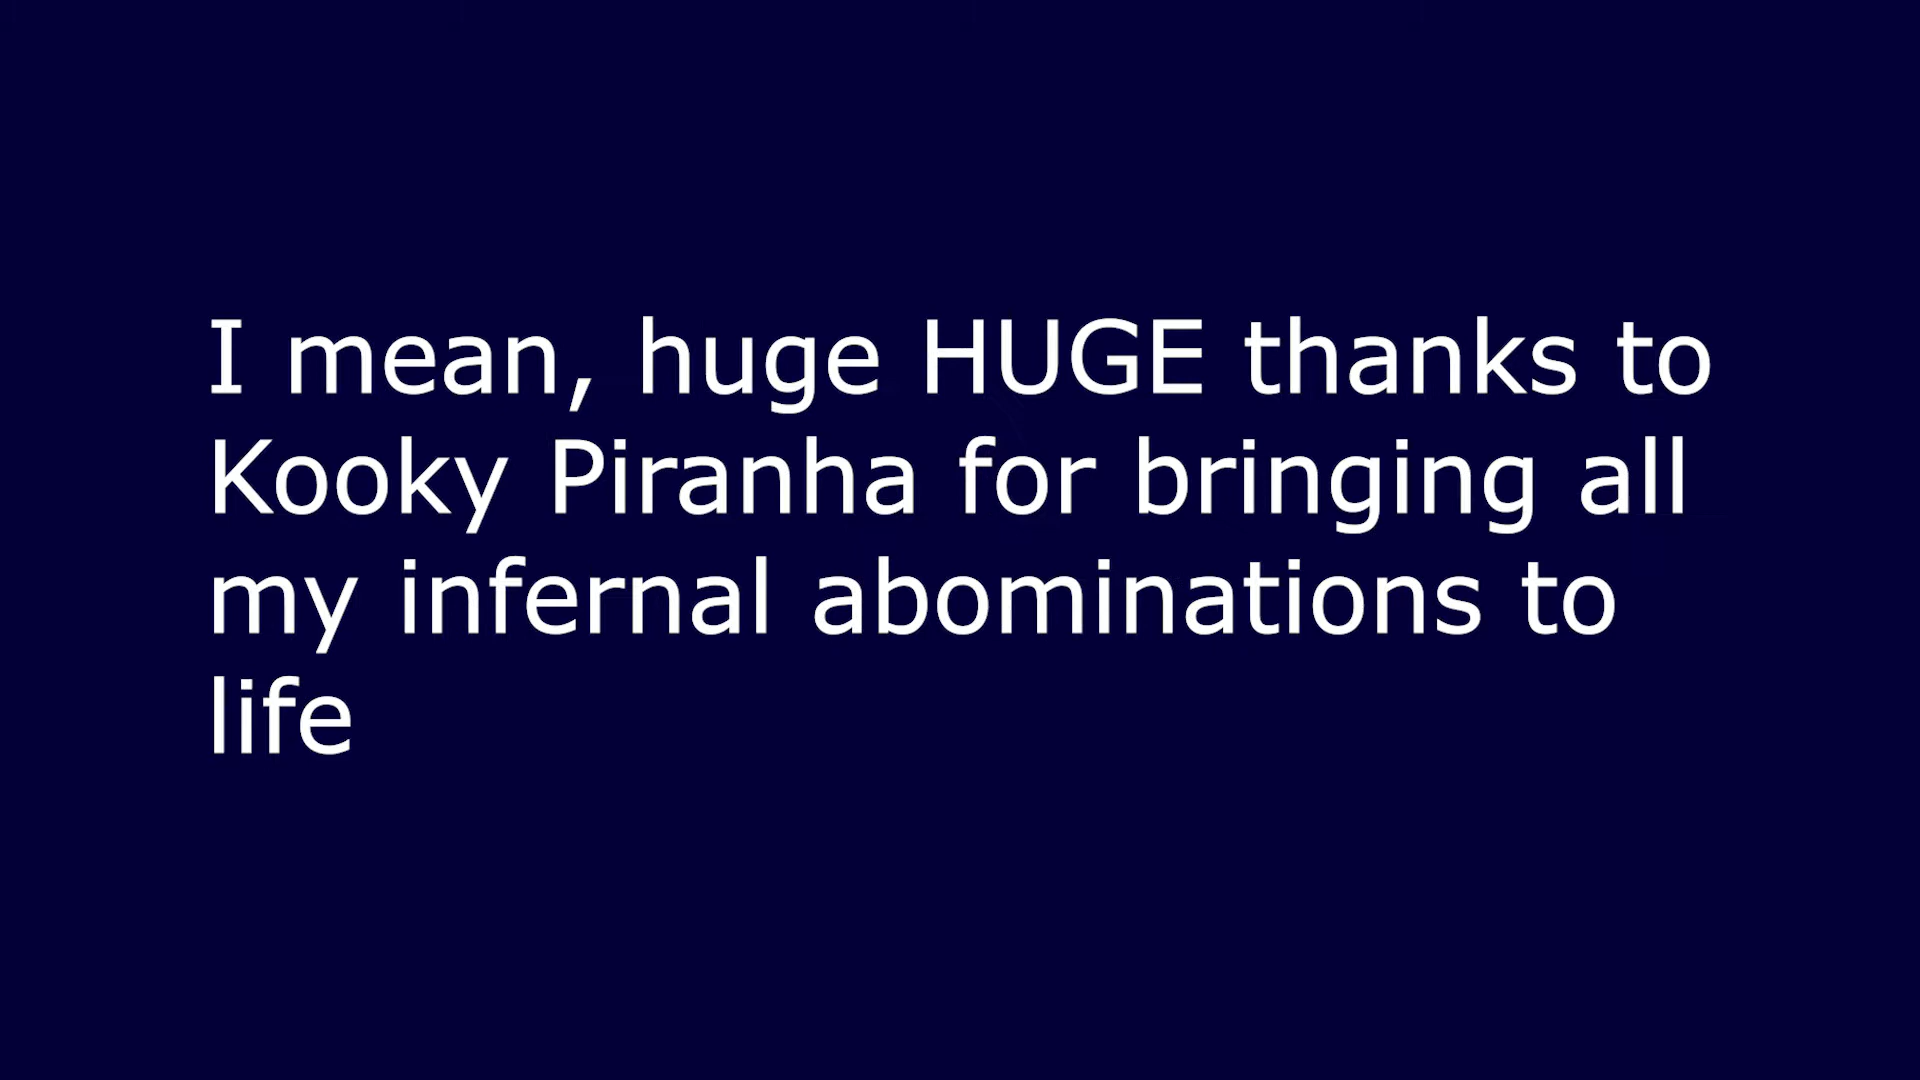 I mean, huge HUGE thanks to
Kooky Piranha for bringing all
my infernal abominations to
life